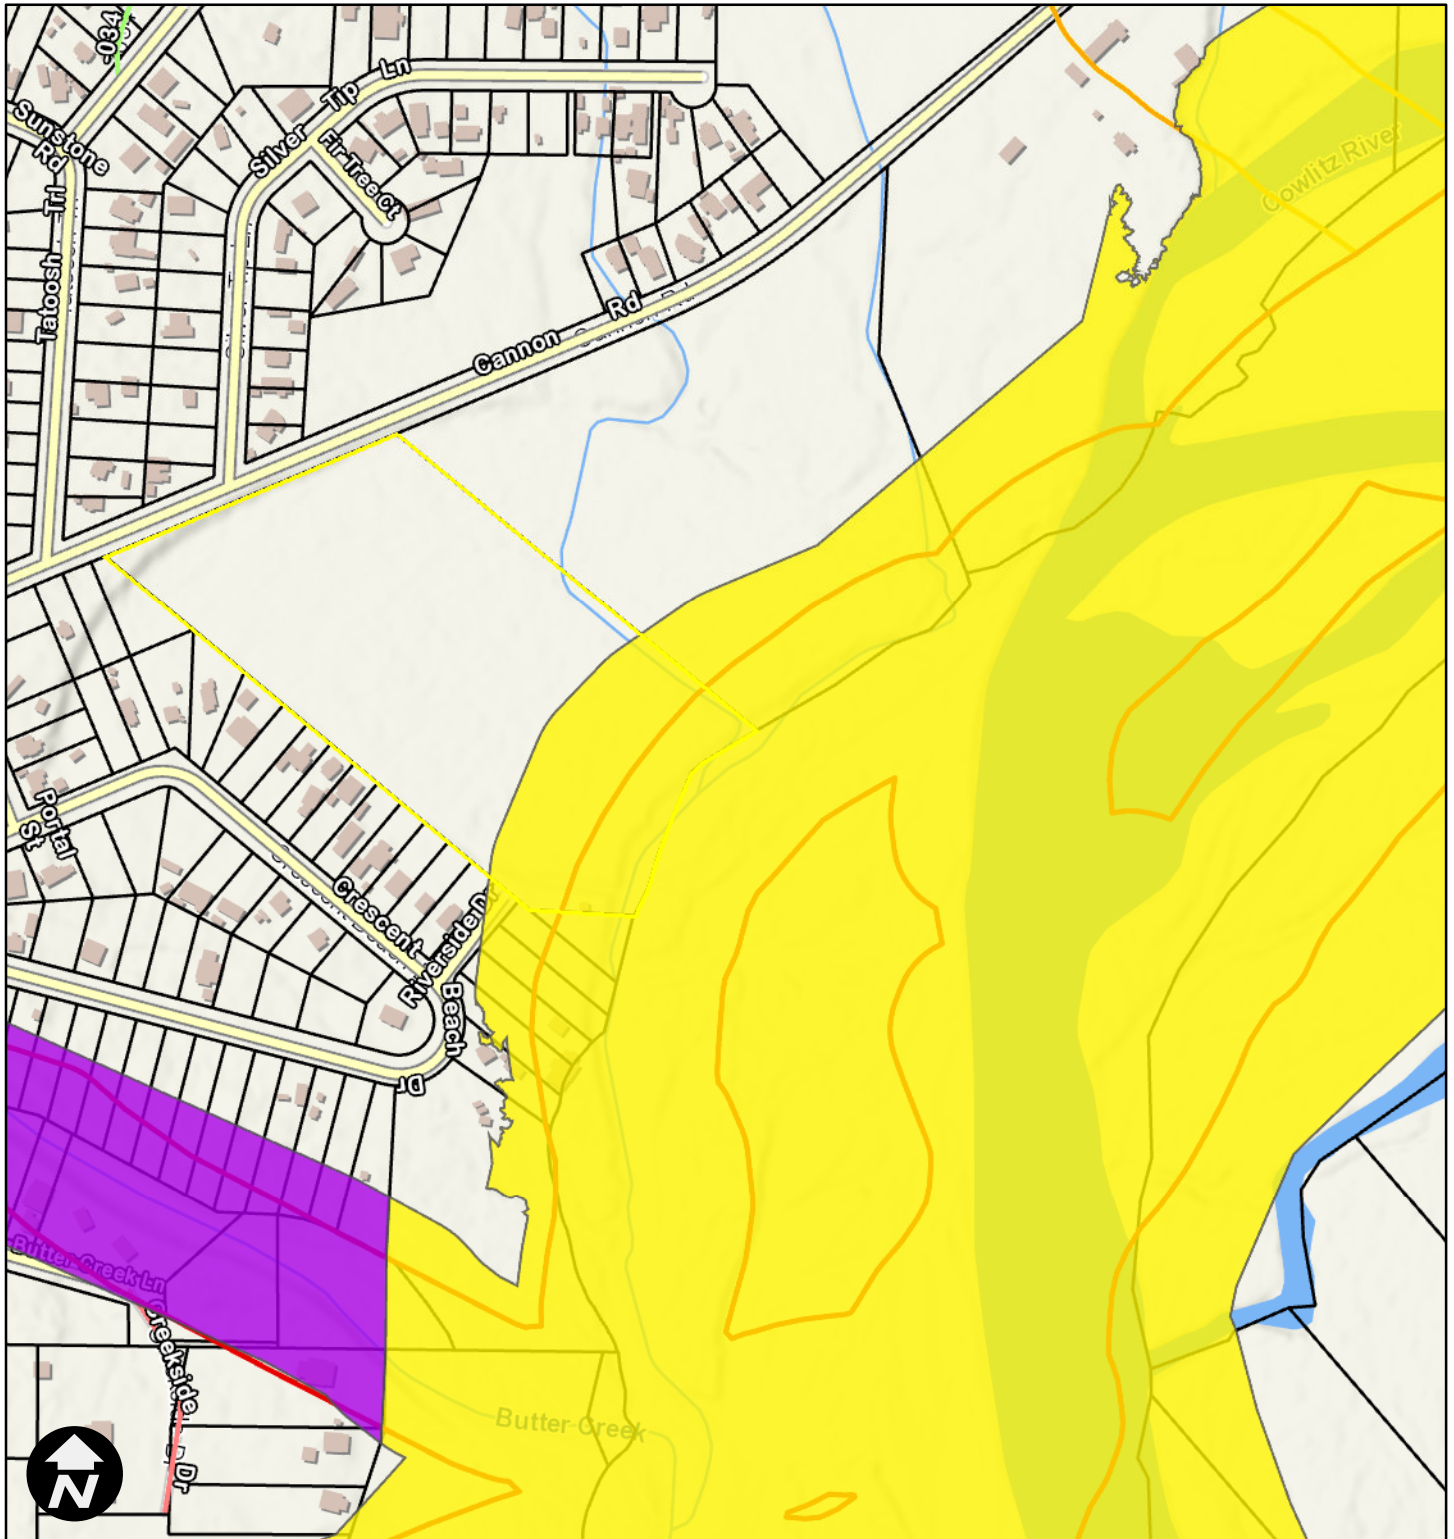 -034
Sunstone
Rd
Tatoosh Trl
Silver Tip Ln
Fir Tree Ct
Cannon Rd
Cowlitz River
Portal
St
Crescent
Beach
Dr
Riverside Dr
Butter Creek Ln
Creekside
Dr
Butter Creek
N